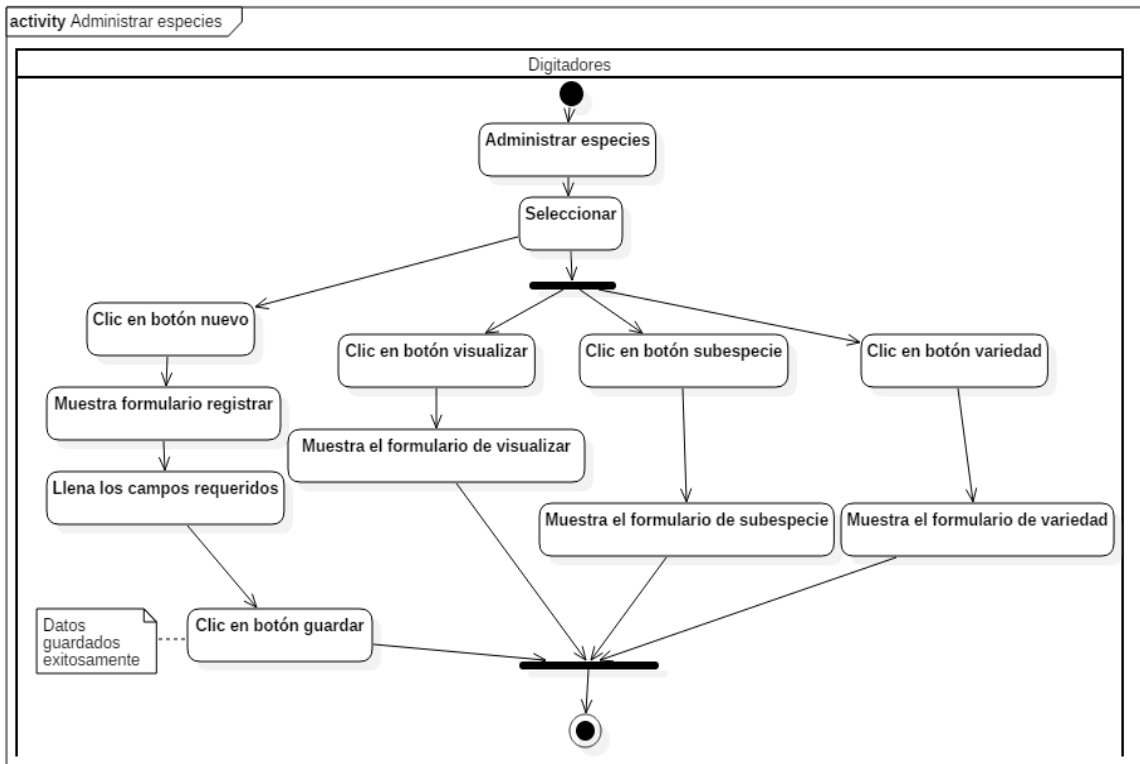 activity Administrar especies
Digitadores
Administrar especies
Seleccionar
Clic en botón nuevo
Clic en botón visualizar
Clic en botón subespecie
Clic en botón variedad
Muestra formulario registrar
Muestra el formulario de visualizar
Llena los campos requeridos
Muestra el formulario de subespecie
Muestra el formulario de variedad
Datos
guardados
exitosamente
Clic en botón guardar